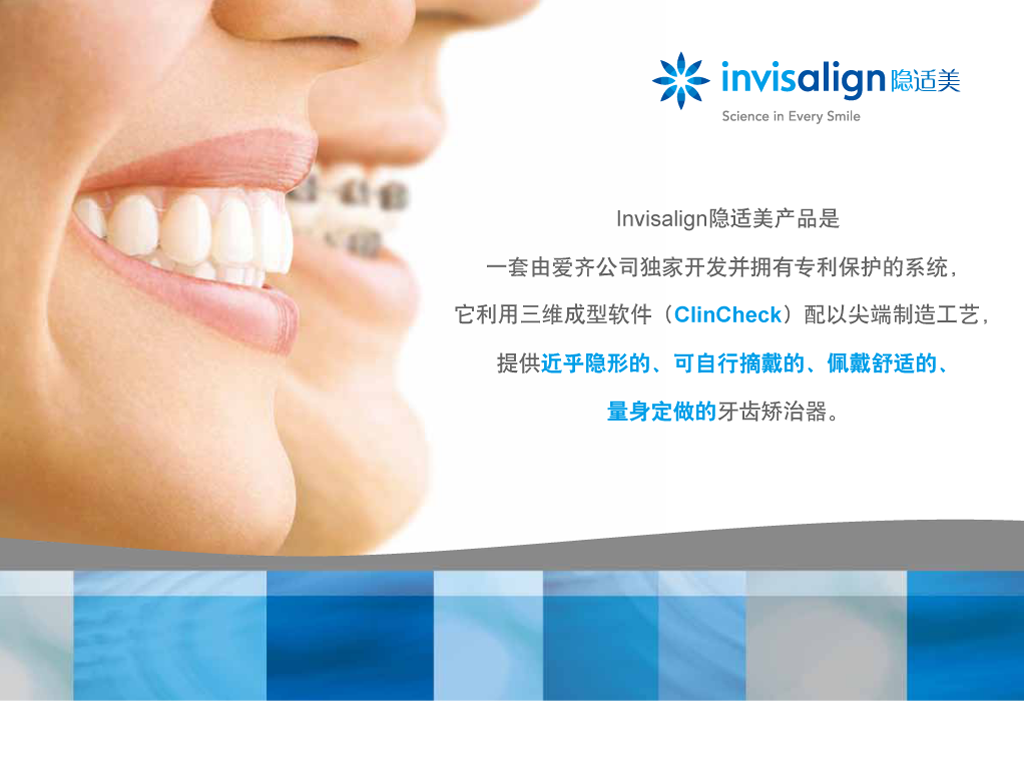 invisalign隐适美
Science in Every Smile
Invisalign隐适美产品是
一套由爱齐公司独家开发并拥有专利保护的系统，
它利用三维成型软件（ClinCheck）配以尖端制造工艺，
提供近乎隐形的、可自行摘戴的、佩戴舒适的、
量身定做的牙齿矫治器。